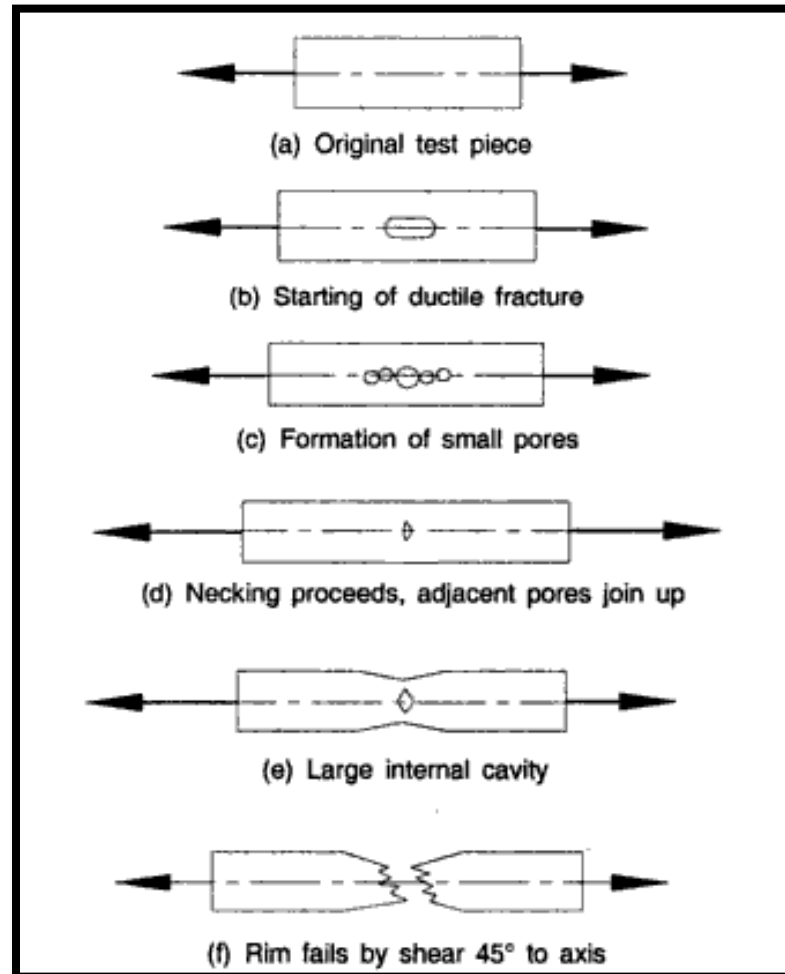 (a) Original test piece
(b) Starting of ductile fracture
(c) Formation of small pores
(d) Necking proceeds, adjacent pores join up
(e) Large internal cavity
(f) Rim fails by shear 45° to axis